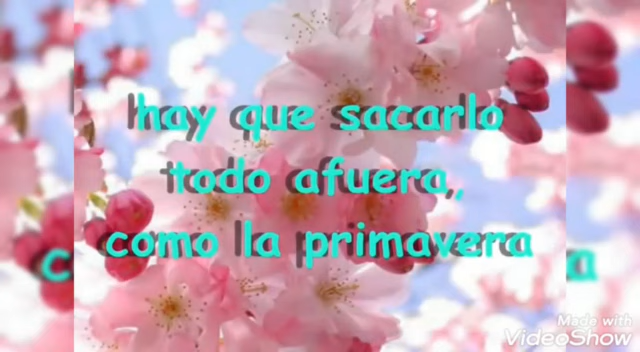 hay que sacarlo
todo afuera,
como la primavera
Made with
VideoShow